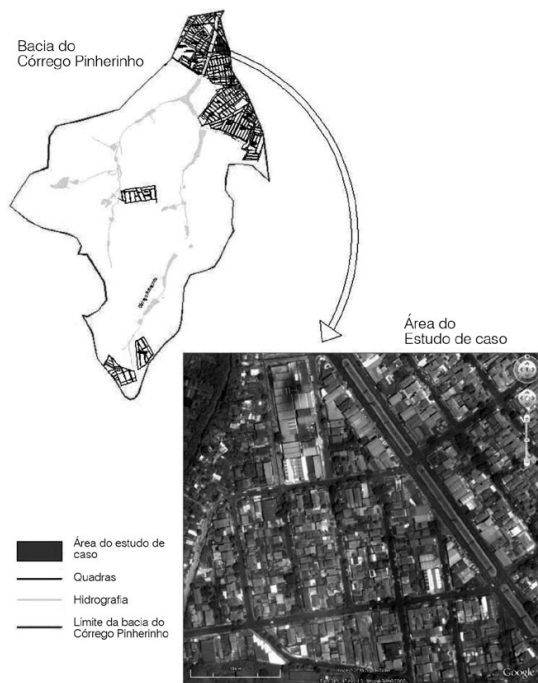 Bacia do
Córrego Pinherinho
Área do
Estudo de caso
Área do estudo de
caso
Quadras
Hidrografia
Límite da bacia do
Córrego Pinherinho
Google